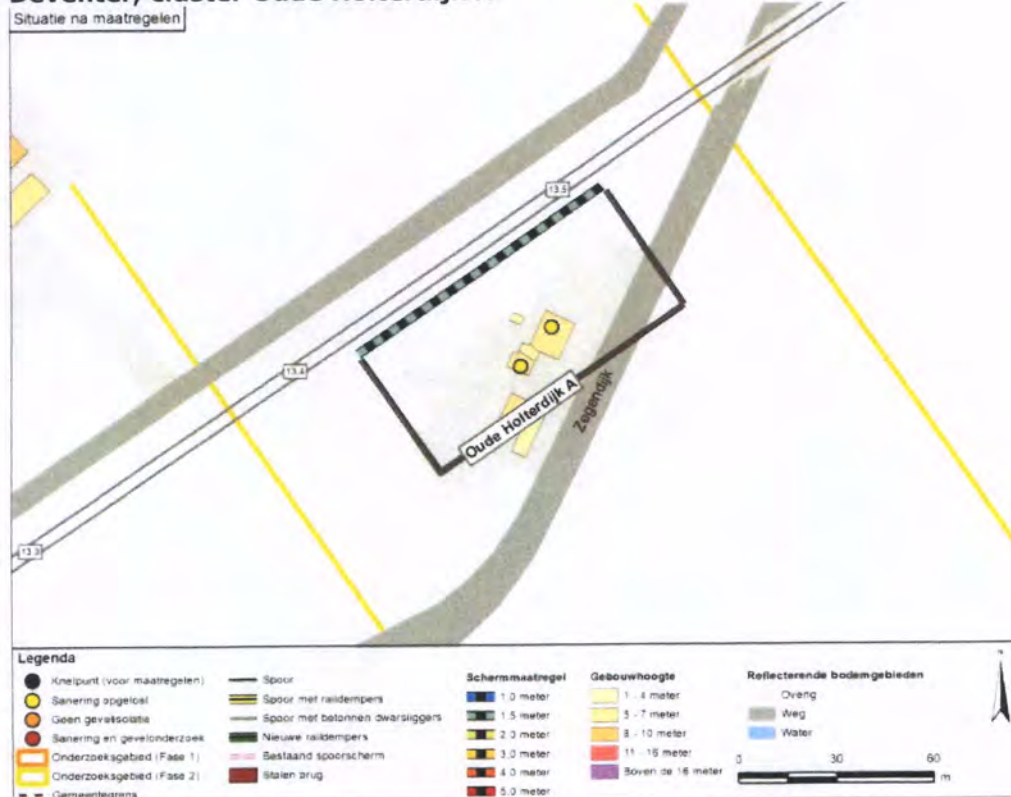 Situatie na maatregelen
13.5
13.4
13.3
Oude Holterdijk A
Zegendijk
Legenda
Knelpunt (voor maatregelen)
Sanering opgelost
Geen gevelisolatie
Sanering en gevelonderzoek
Onderzoeksgebied (Fase 1)
Onderzoeksgebied (Fase 2)
Gemeentegrens
Spoor
Spoor met raildempers
Spoor met betonnen dwarsliggers
Nieuwe raildempers
Bestaand spoorscherm
Stalen brug
Schermmaatregel
1.0 meter
1.5 meter
2.0 meter
3.0 meter
4.0 meter
5.0 meter
Gebouwhoogte
1 - 4 meter
5 - 7 meter
8 - 10 meter
11 - 16 meter
Boven de 16 meter
Reflecterende bodemgebieden
Overig
Weg
Water
0 30 60
m